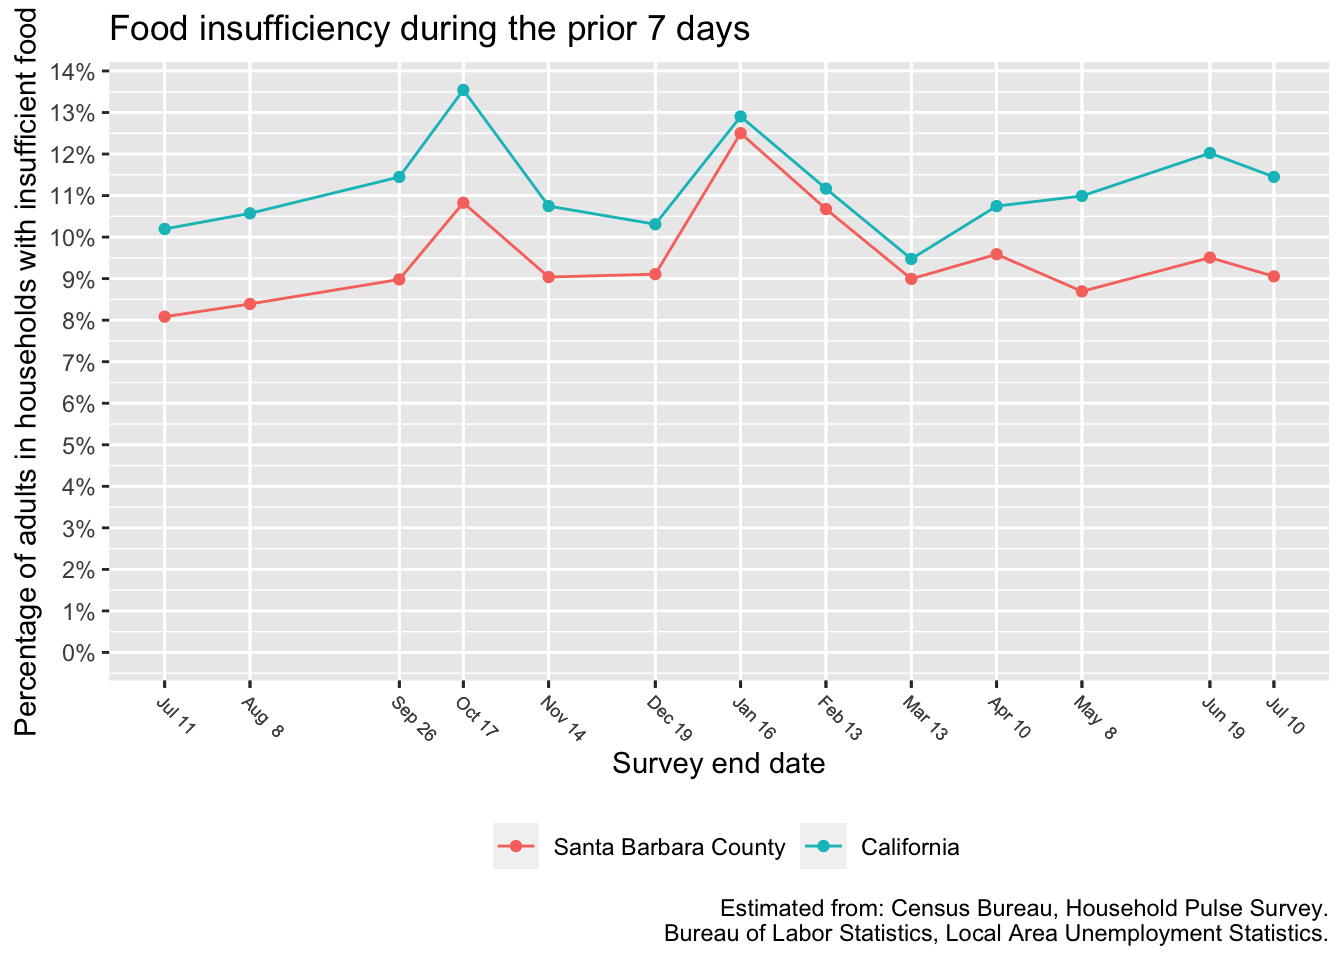 Food insufficiency during the prior 7 days
Percentage of adults in households with insufficient food
14%
13%
12%
11%
10%
9%
8%
7%
6%
5%
4%
3%
2%
1%
0%
Jul 11
Aug 8
Sep 26
Oct 17
Nov 14
Dec 19
Jan 16
Feb 13
Mar 13
Apr 10
May 8
Jun 19
Jul 10
Survey end date
Santa Barbara County
California
Estimated from: Census Bureau, Household Pulse Survey.
Bureau of Labor Statistics, Local Area Unemployment Statistics.